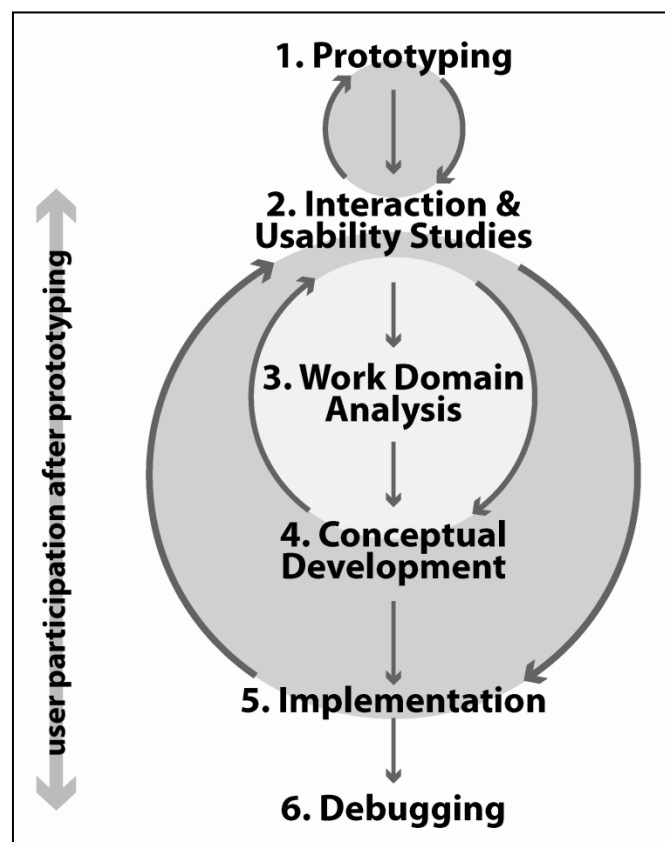 1. Prototyping
2. Interaction &
Usability Studies
3. Work Domain
Analysis
4. Conceptual
Development
5. Implementation
6. Debugging
user participation after prototyping